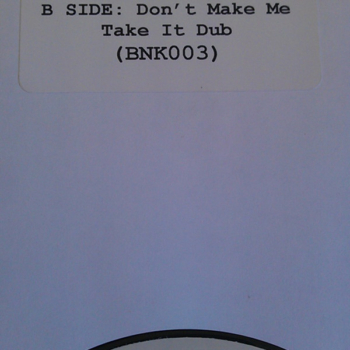 B SIDE: Don't Make Me
Take It Dub
(BNK003)